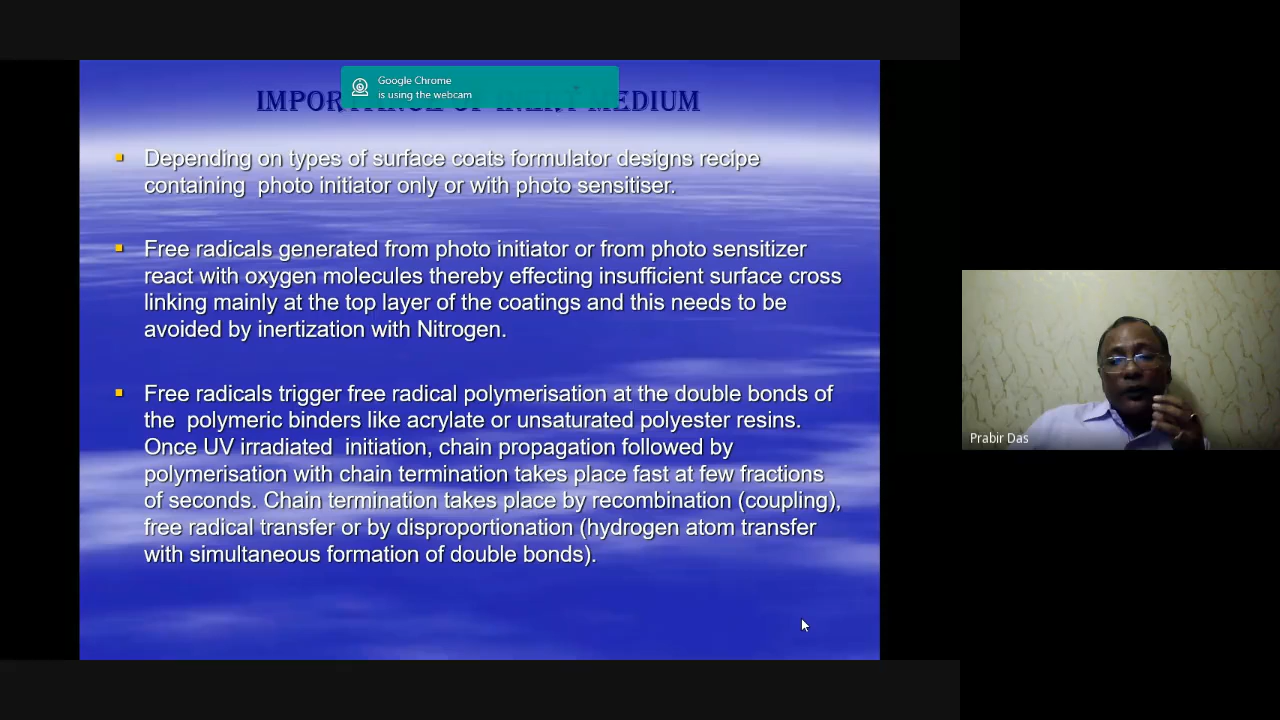 Google Chrome
is using the webcam
MEDIUM
Depending on types of surface coats formulator designs recipe
containing photo initiator only or with photo sensitiser.
Free radicals generated from photo initiator or from photo sensitizer
react with oxygen molecules thereby effecting insufficient surface cross
linking mainly at the top layer of the coatings and this needs to be
avoided by inertization with Nitrogen.
Free radicals trigger free radical polymerisation at the double bonds of
the polymeric binders like acrylate or unsaturated polyester resins.
Once UV irradiated initiation, chain propagation followed by
polymerisation with chain termination takes place fast at few fractions
of seconds. Chain termination takes place by recombination (coupling),
free radical transfer or by disproportionation (hydrogen atom transfer
with simultaneous formation of double bonds).
Prabir Das